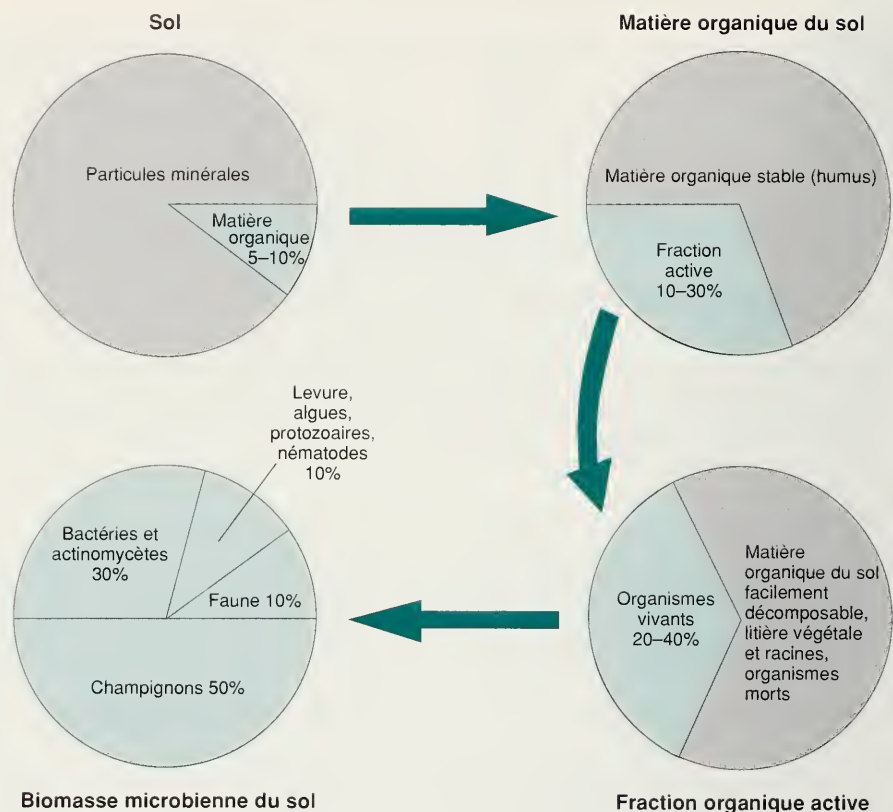 Sol
Particules minérales
Matière
organique
5–10%
Matière organique du sol
Matière organique stable (humus)
Fraction
active
10–30%
Levure,
algues,
protozoaires,
nématodes
10%
Bactéries et
actinomycètes
30%
Faune 10%
Champignons 50%
Biomasse microbienne du sol
Organismes
vivants
20–40%
Matière
organique du sol
facilement
décomposable,
litière végétale
et racines,
organismes
morts
Fraction organique active